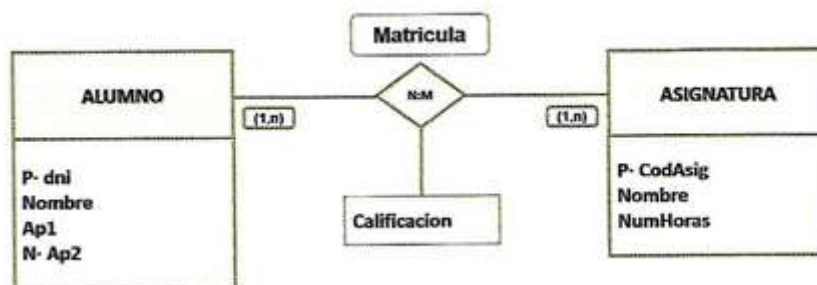 Matricula
ALUMNO
N:M
ASIGNATURA
(1,n)
(1,n)
P- dni
Nombre
Ap1
N- Ap2
Calificacion
P- CodAsig
Nombre
NumHoras